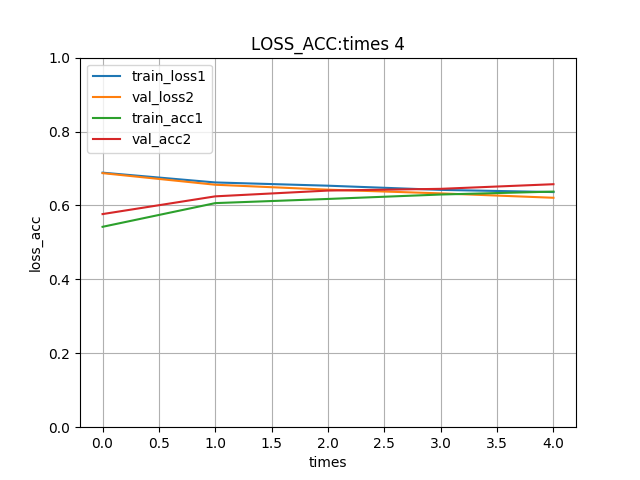 LOSS_ACC:times 4
1.0
train_loss1
val_loss2
train_acc1
val_acc2
0.8
0.6
0.4
0.2
0.0
loss_acc
0.0 0.5 1.0 1.5 2.0 2.5 3.0 3.5 4.0
times